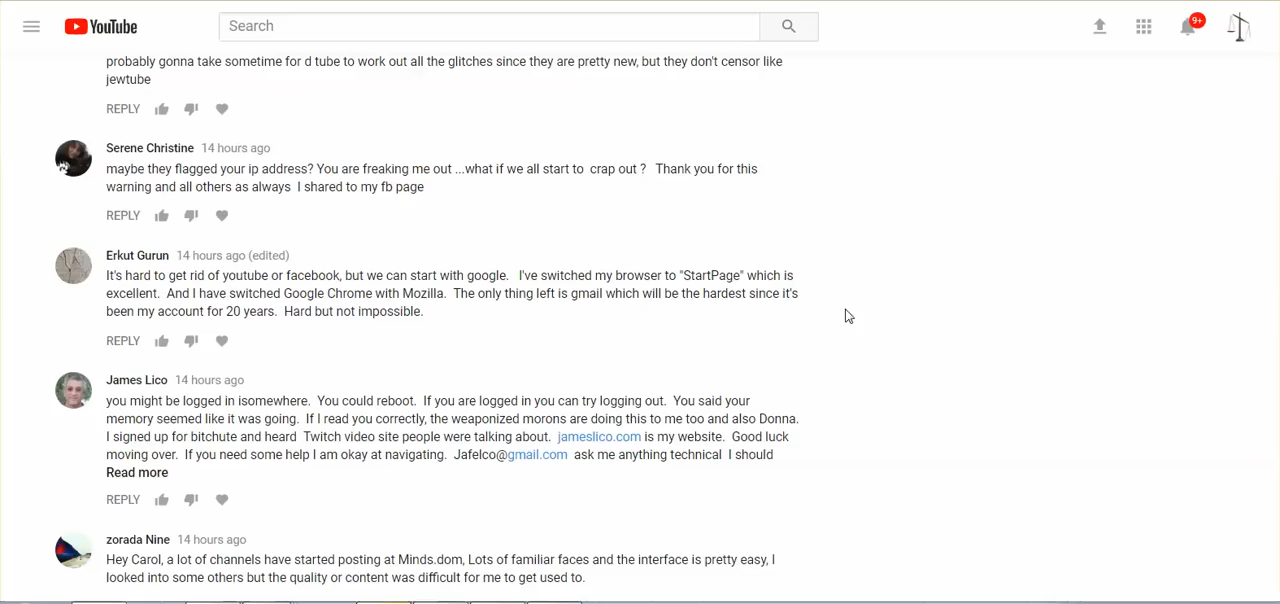 YouTube
Search
9+
probably gonna take sometime for d tube to work out all the glitches since they are pretty new, but they don't censor like
jewtube
REPLY
Serene Christine 14 hours ago
maybe they flagged your ip address? You are freaking me out ...what if we all start to crap out ? Thank you for this
warning and all others as always I shared to my fb page
REPLY
Erkut Gurun 14 hours ago (edited)
It's hard to get rid of youtube or facebook, but we can start with google. I've switched my browser to "StartPage" which is
excellent. And I have switched Google Chrome with Mozilla. The only thing left is gmail which will be the hardest since it's
been my account for 20 years. Hard but not impossible.
REPLY
James Lico 14 hours ago
you might be logged in isomewhere. You could reboot. If you are logged in you can try logging out. You said your
memory seemed like it was going. If I read you correctly, the weaponized morons are doing this to me too and also Donna.
I signed up for bitchute and heard Twitch video site people were talking about. jameslico.com is my website. Good luck
moving over. If you need some help I am okay at navigating. Jafelco@gmail.com ask me anything technical I should
Read more
REPLY
zorada Nine 14 hours ago
Hey Carol, a lot of channels have started posting at Minds.dom, Lots of familiar faces and the interface is pretty easy, I
looked into some others but the quality or content was difficult for me to get used to.